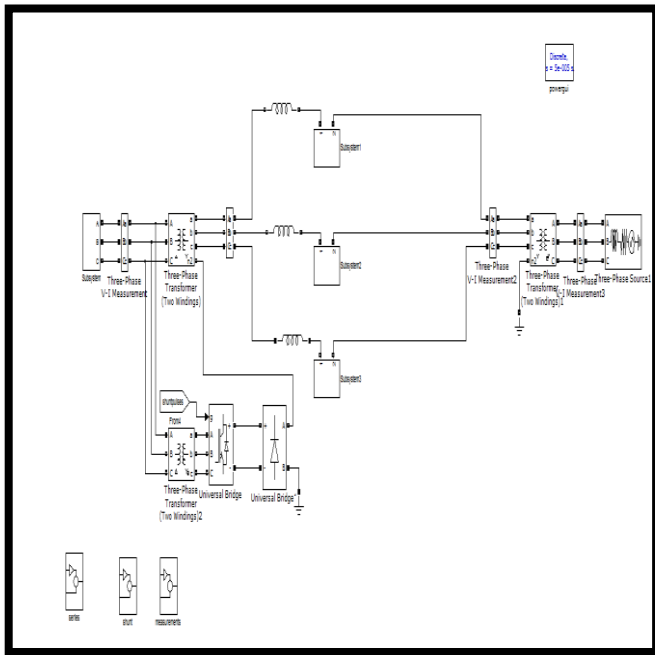 Discrete,
s = 5e-005 s
powergui
Subsystem1
Subsystem2
Subsystem3
Subsystem
Three-Phase
V-I Measurement
Three-Phase
Transformer
(Two Windings)
Three-Phase
V-I Measurement2
Three-Phase
Transformer
(Two Windings)1
Three-Phase
V-I Measurement3
Three-Phase Source1
shuntpulses
From4
Three-Phase
Transformer
(Two Windings)2
Universal Bridge
Universal Bridge
series
shunt
measurements